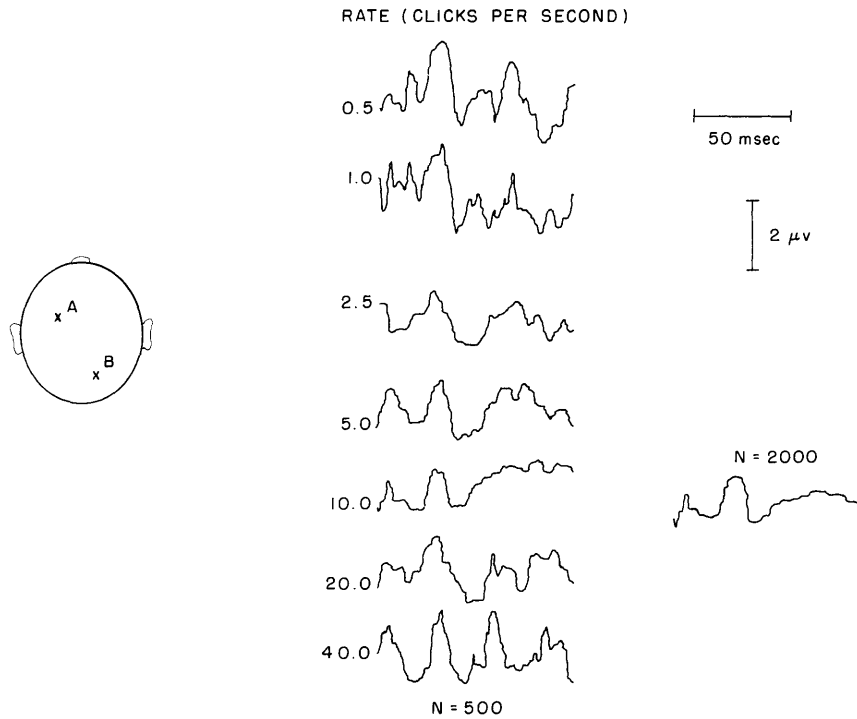 RATE (CLICKS PER SECOND)
0.5
50 msec
1.0
2 μv
A
2.5
B
5.0
N = 2000
10.0
20.0
40.0
N = 500